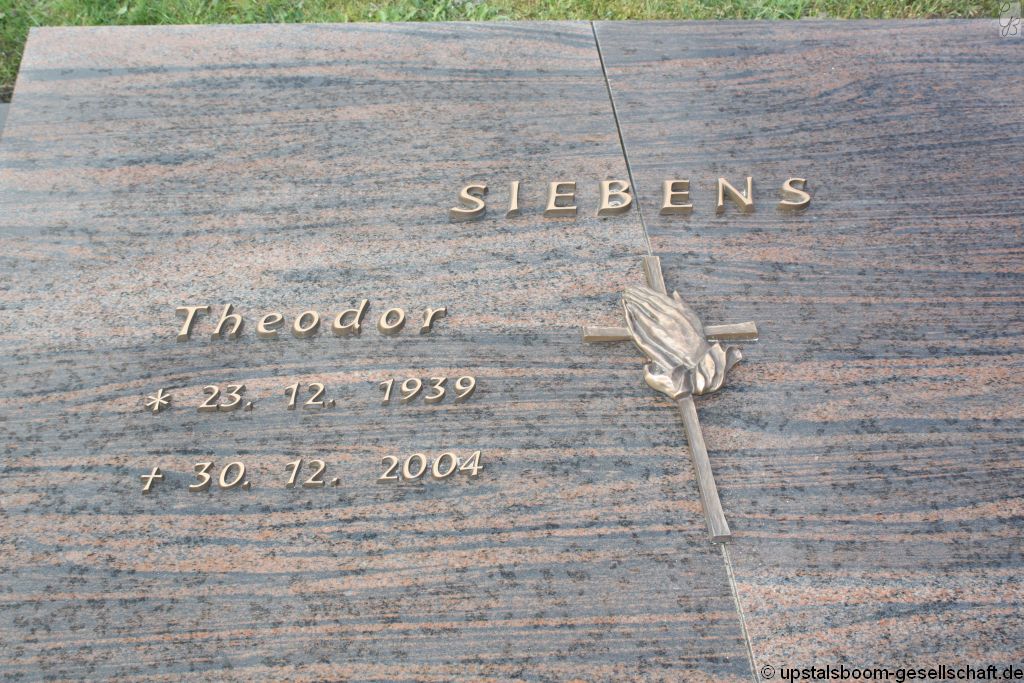 SIEBENS
Theodor
* 23. 12. 1939
† 30. 12. 2004
© upstalsboom-gesellschaft.de